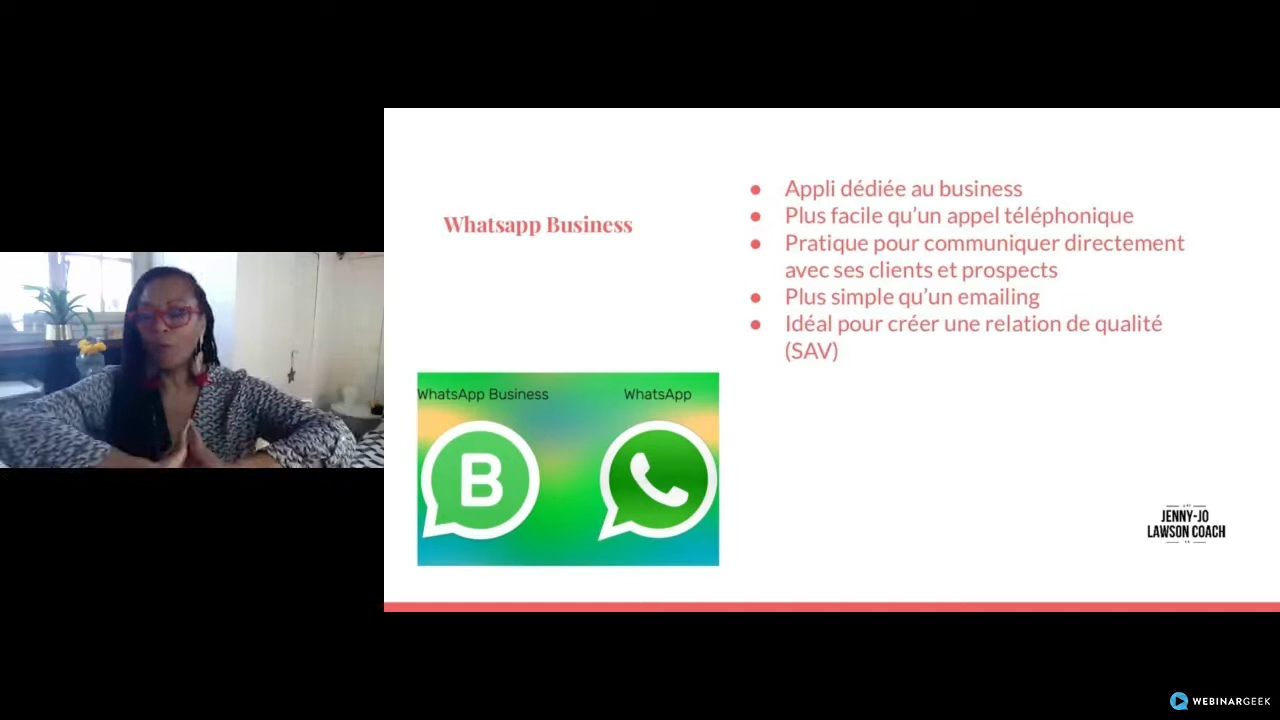 Whatsapp Business
● Appli dédiée au business
● Plus facile qu'un appel téléphonique
● Pratique pour communiquer directement
avec ses clients et prospects
● Plus simple qu'un emailing
● Idéal pour créer une relation de qualité
(SAV)
WhatsApp Business WhatsApp
B
JENNY-JO
LAWSON COACH
WEBINARGEEK